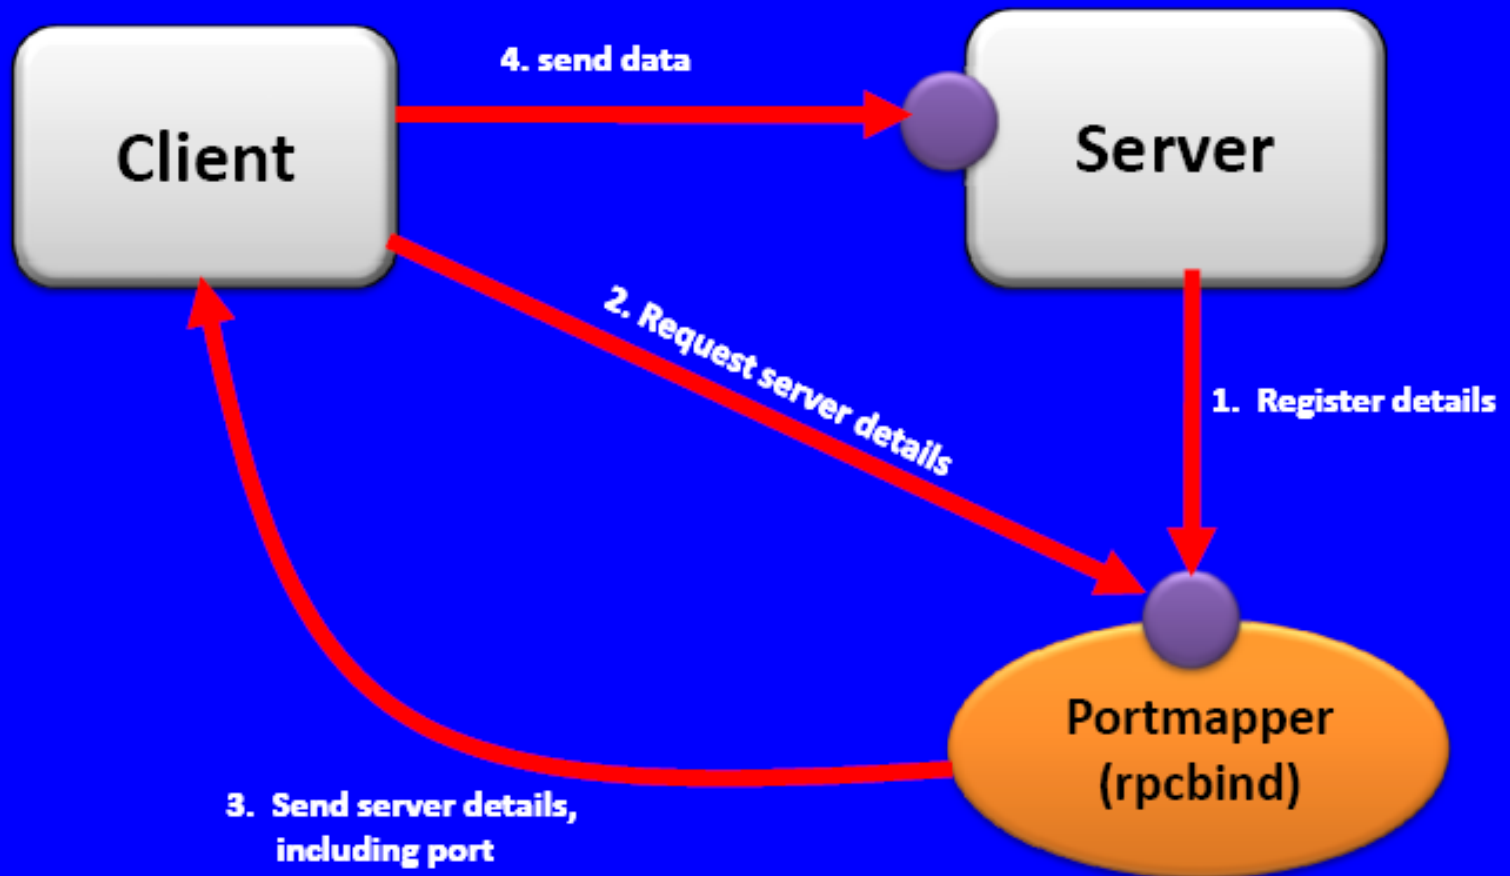 4. send data
Client
Server
2. Request server details
1. Register details
Portmapper
(rpcbind)
3. Send server details,
including port